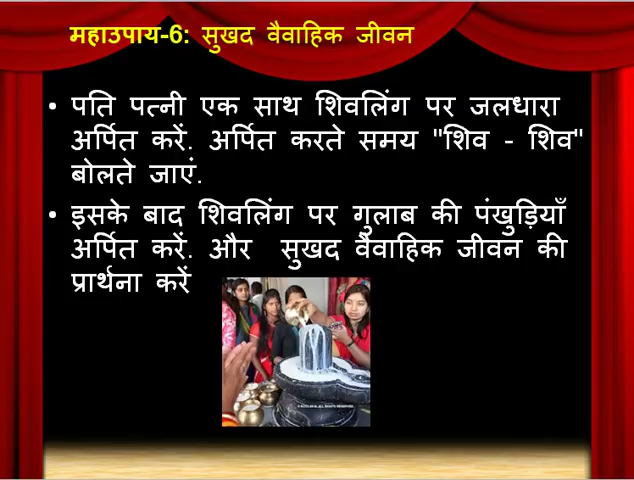 महाउपाय-6: सुखद वैवाहिक जीवन
• पति पत्नी एक साथ शिवलिंग पर जलधारा
अर्पित करें. अर्पित करते समय "शिव - शिव"
बोलते जाएं.
• इसके बाद शिवलिंग पर गुलाब की पंखुड़ियाँ
अर्पित करें. और सुखद वैवाहिक जीवन की
प्रार्थना करें